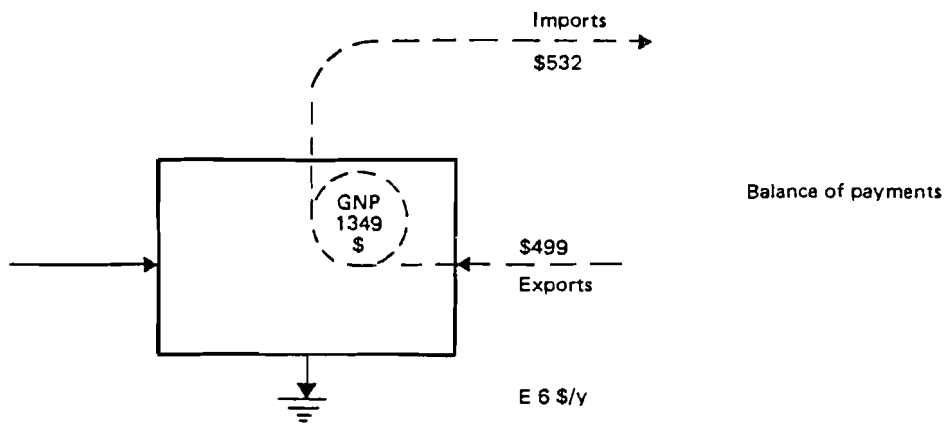 Imports
$532
GNP
1349
$
Balance of payments
$499
Exports
E 6 $/y